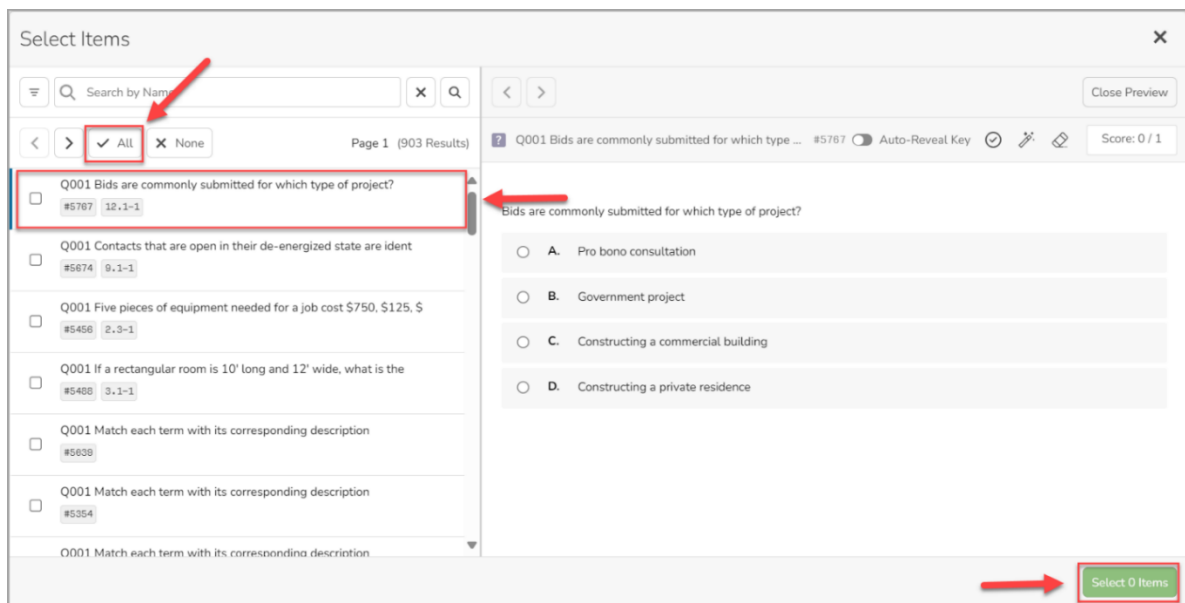 Select Items
Search by Name
Close Preview
All
None
Page 1 (903 Results)
Q001 Bids are commonly submitted for which type ... #5767 Auto-Reveal Key
Score: 0 / 1
Q001 Bids are commonly submitted for which type of project?
#5767 12.1-1
Q001 Contacts that are open in their de-energized state are ident
#5674 9.1-1
Q001 Five pieces of equipment needed for a job cost $750, $125, $
#5456 2.3-1
Q001 If a rectangular room is 10' long and 12' wide, what is the
#5488 3.1-1
Q001 Match each term with its corresponding description
#5639
Q001 Match each term with its corresponding description
#5354
Q001 Match each term with its corresponding description
Bids are commonly submitted for which type of project?
A. Pro bono consultation
B. Government project
C. Constructing a commercial building
D. Constructing a private residence
Select 0 Items